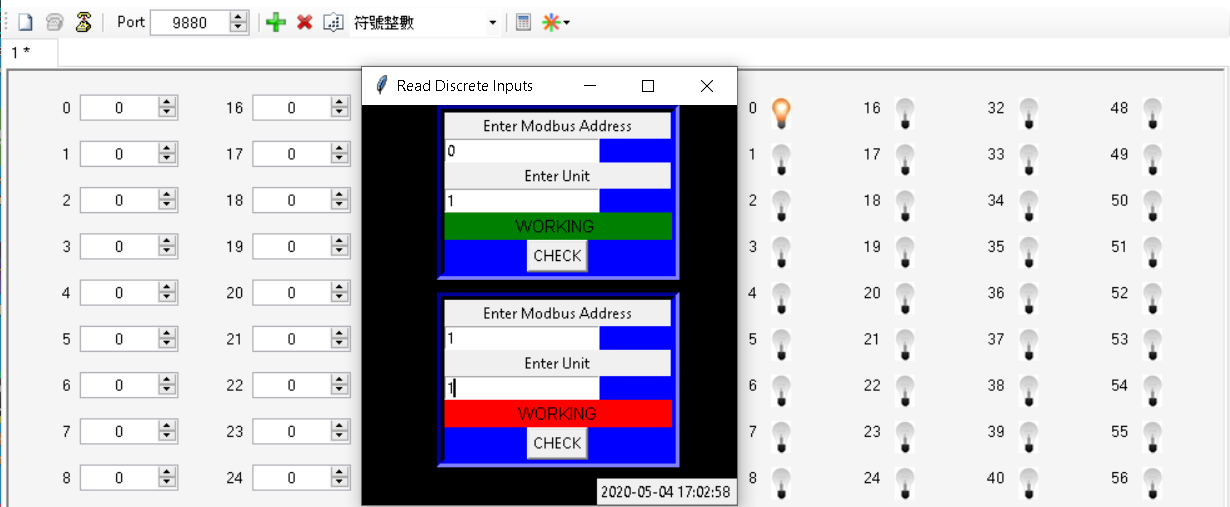 Port 9880 符號整數
1 *
Read Discrete Inputs
0 0 16 0
1 0 17 0
2 0 18 0
3 0 19 0
4 0 20 0
5 0 21 0
6 0 22 0
7 0 23 0
8 0 24 0
Enter Modbus Address
0
Enter Unit
1
WORKING
CHECK
Enter Modbus Address
1
Enter Unit
1
WORKING
CHECK
2020-05-04 17:02:58
0 16 32 48
1 17 33 49
2 18 34 50
3 19 35 51
4 20 36 52
5 21 37 53
6 22 38 54
7 23 39 55
8 24 40 56